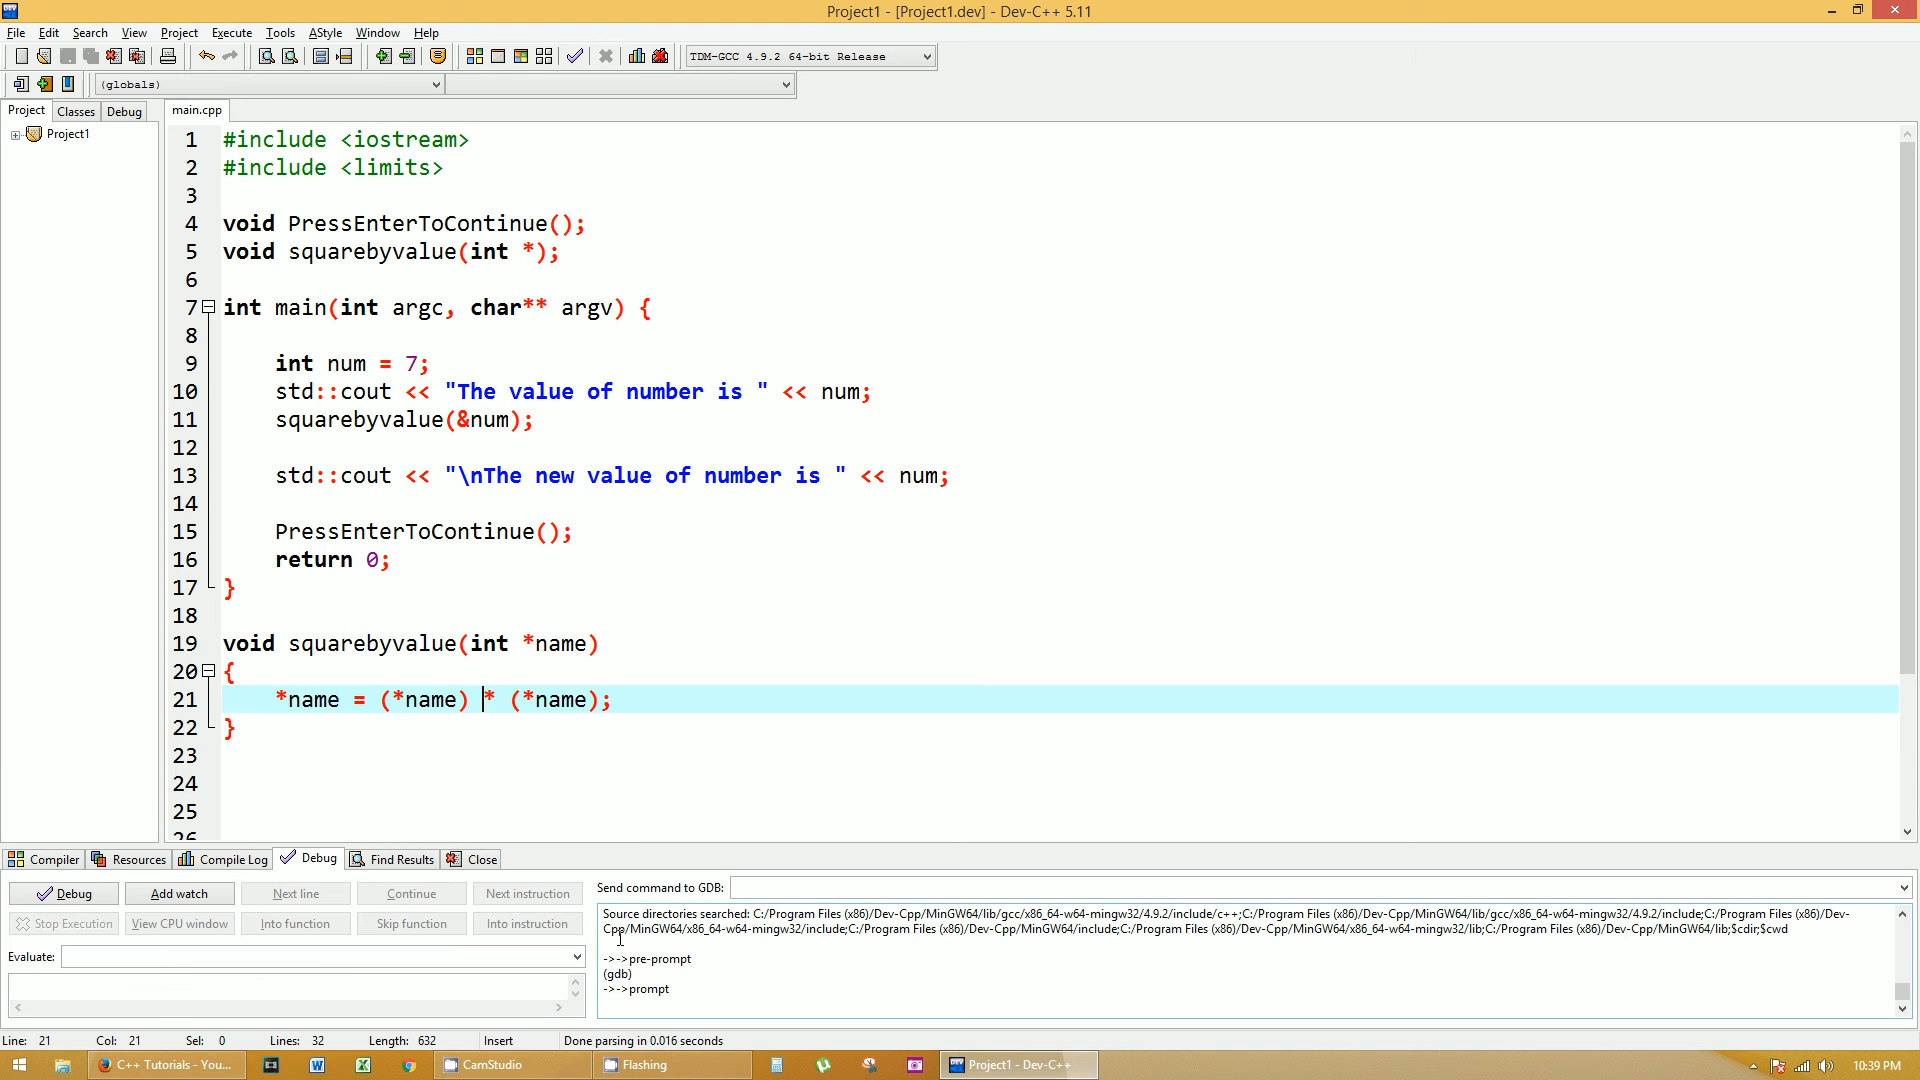 Project1 - [Project1.dev] - Dev-C++ 5.11
File Edit Search View Project Execute Tools AStyle Window Help
TDM-GCC 4.9.2 64-bit Release
(globals)
Project Classes Debug
main.cpp
Project1
1 #include <iostream>
2 #include <limits>
3
4 void PressEnterToContinue();
5 void squarebyvalue(int *);
6
7 int main(int argc, char** argv) {
8
9 int num = 7;
10 std::cout << "The value of number is " << num;
11 squarebyvalue(&num);
12
13 std::cout << "\nThe new value of number is " << num;
14
15 PressEnterToContinue();
16 return 0;
17 }
18
19 void squarebyvalue(int *name)
20 {
21 *name = (*name) * (*name);
22 }
23
24
25
26
Compiler Resources Compile Log Debug Find Results Close
Debug Add watch Next line Continue Next instruction
Stop Execution View CPU window Into function Skip function Into instruction
Evaluate:
Send command to GDB:
Source directories searched: C:/Program Files (x86)/Dev-Cpp/MinGW64/lib/gcc/x86_64-w64-mingw32/4.9.2/include/c++;C:/Program Files (x86)/Dev-Cpp/MinGW64/lib/gcc/x86_64-w64-mingw32/4.9.2/include;C:/Program Files (x86)/Dev-
Cpp/MinGW64/x86_64-w64-mingw32/include;C:/Program Files (x86)/Dev-Cpp/MinGW64/include;C:/Program Files (x86)/Dev-Cpp/MinGW64/x86_64-w64-mingw32/lib;C:/Program Files (x86)/Dev-Cpp/MinGW64/lib;$cdir;$cwd
->->pre-prompt
(gdb)
->->prompt
Line: 21 Col: 21 Sel: 0 Lines: 32 Length: 632 Insert Done parsing in 0.016 seconds
C++ Tutorials - You... CamStudio Flashing Project1 - Dev-C++ 10:39 PM